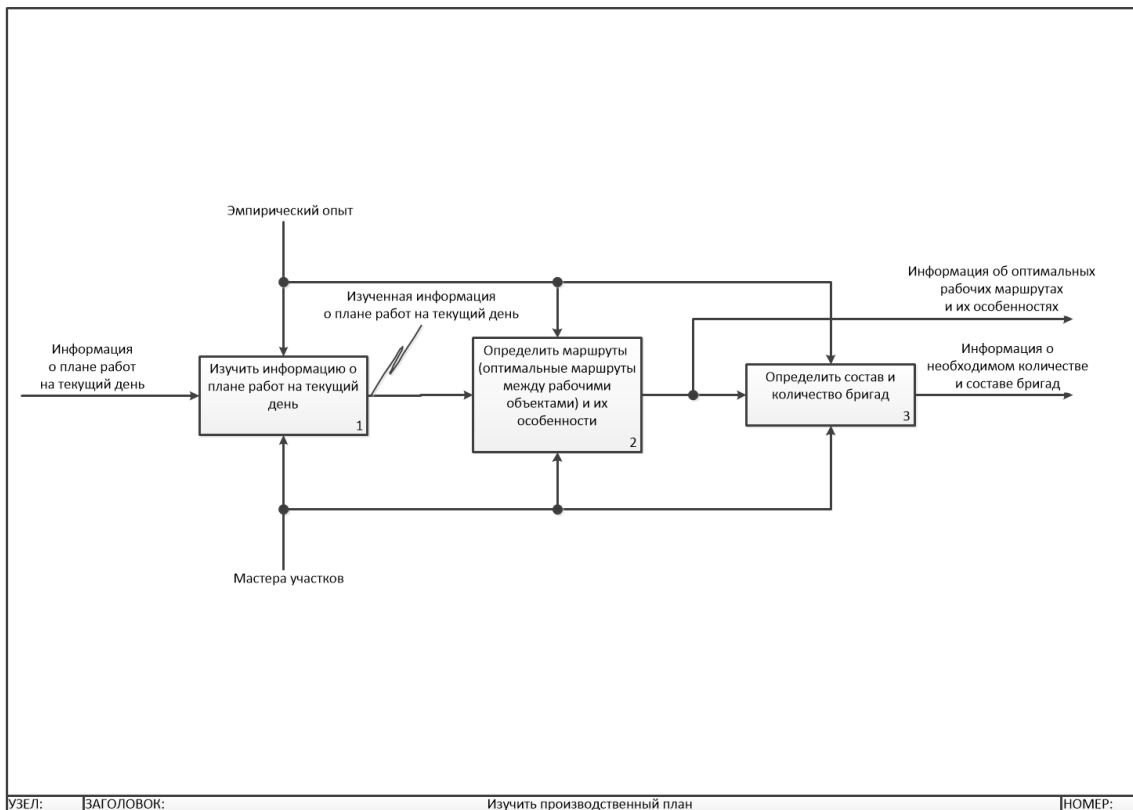 Эмпирический опыт
Информация об оптимальных
рабочих маршрутах
и их особенностях
Изученная информация
о плане работ на текущий день
Информация
о плане работ
на текущий день
Изучить информацию о
плане работ на текущий
день
1
Определить маршруты
(оптимальные маршруты
между рабочими
объектами) и их
особенности
2
Определить состав и
количество бригад
3
Информация о
необходимом количестве
и составе бригад
Мастера участков
УЗЕЛ:
ЗАГОЛОВОК:
Изучить производственный план
НОМЕР: